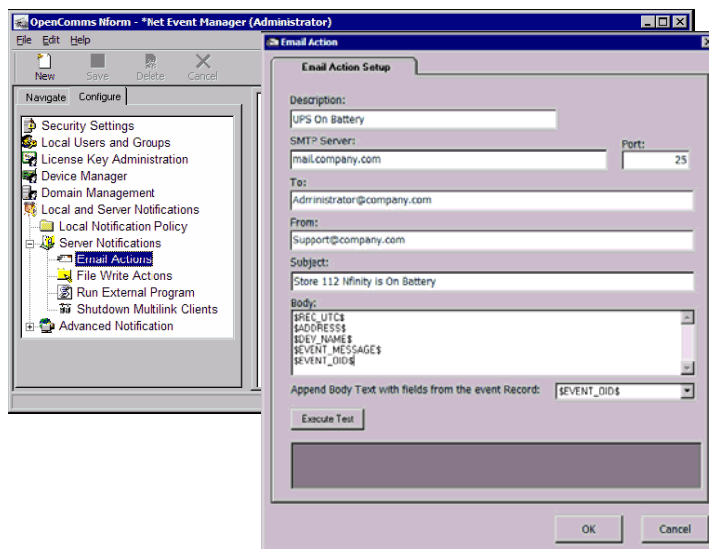 OpenComms Nform - *Net Event Manager (Administrator)
File Edit Help
New Save Delete Cancel
Navigate Configure
Security Settings
Local Users and Groups
License Key Administration
Device Manager
Domain Management
Local and Server Notifications
Local Notification Policy
Server Notifications
Email Actions
File Write Actions
Run External Program
Shutdown Multilink Clients
Advanced Notification
Email Action
Email Action Setup
Description:
UPS On Battery
SMTP Server:
Port:
mail.company.com
25
To:
Administrator@company.com
From:
Support@company.com
Subject:
Store 112 Nfinity is On Battery
Body:
$REC_UTC$
$ADDRESS$
$DEV_NAME$
$EVENT_MESSAGE$
$EVENT_OID$
Append Body Text with fields from the event Record: $EVENT_OID$
Execute Test
OK Cancel